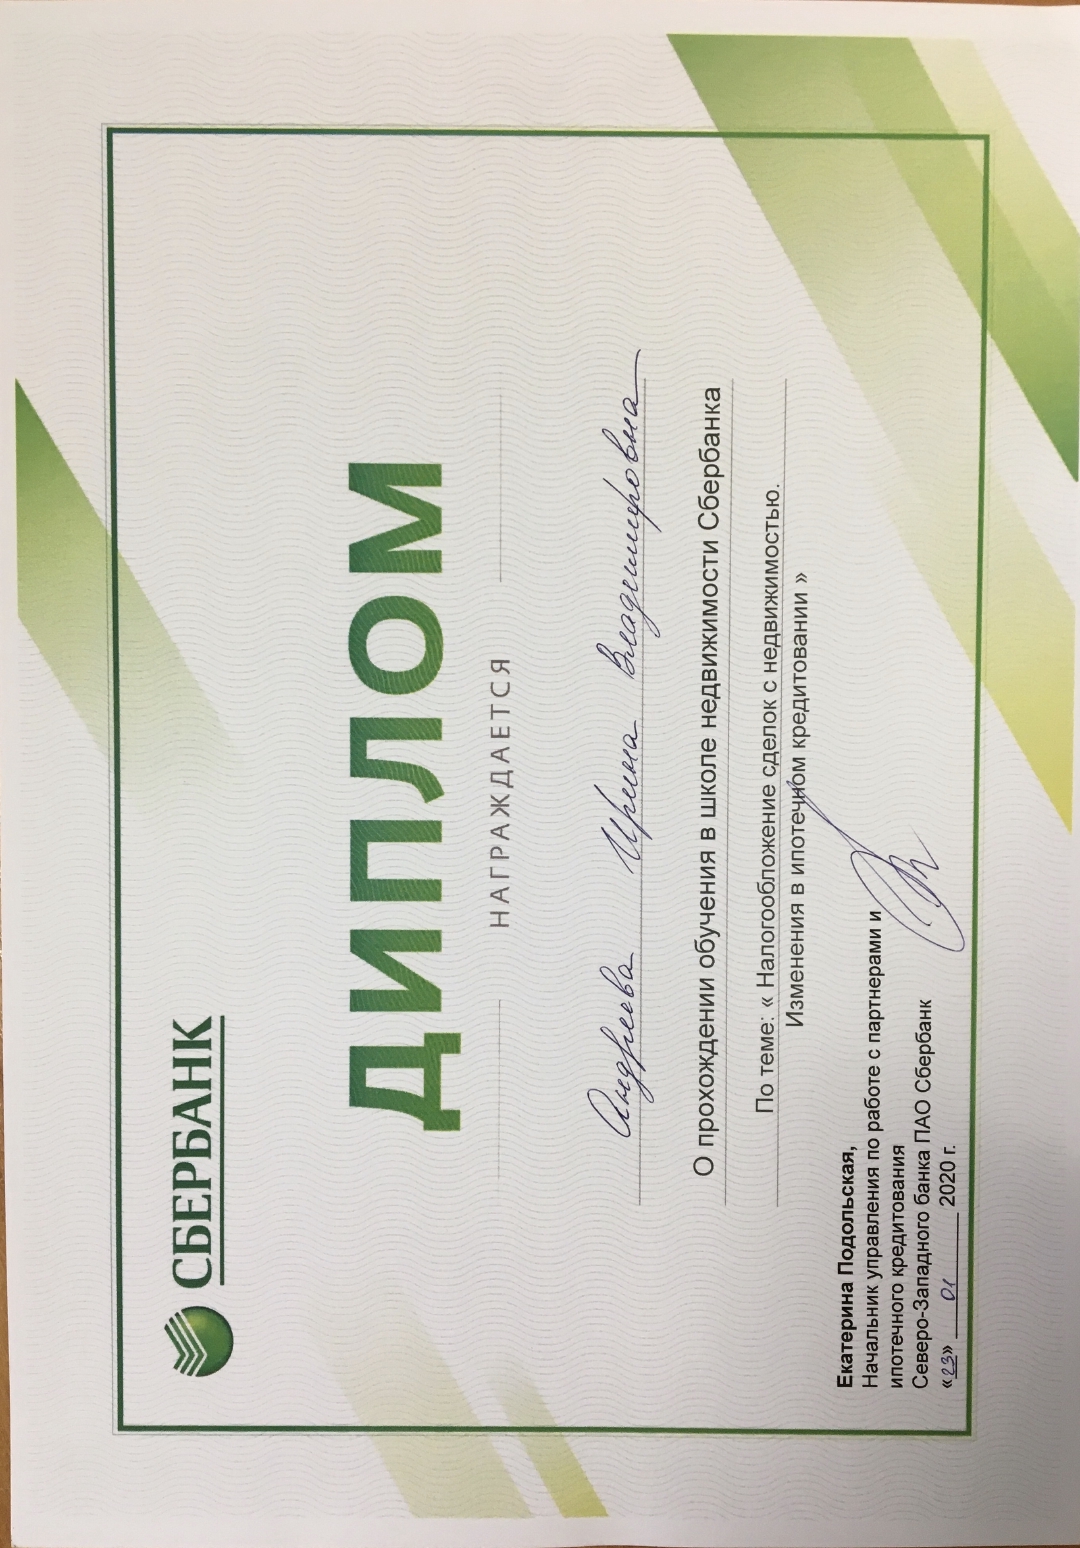 СБЕРБАНК
ДИПЛОМ
НАГРАЖДАЕТСЯ
Андреева Ирина Владимировна
О прохождении обучения в школе недвижимости Сбербанка
По теме: « Налогообложение сделок с недвижимостью.
Изменения в ипотечном кредитовании »
Екатерина Подольская,
Начальник управления по работе с партнерами и
ипотечного кредитования
Северо-Западного банка ПАО Сбербанк
«23» 01 2020 г.